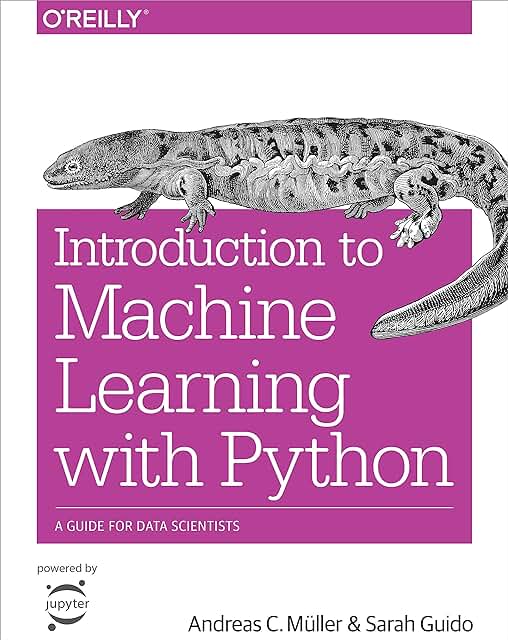 O'REILLY®
Introduction to
Machine
Learning
with Python
A GUIDE FOR DATA SCIENTISTS
powered by
jupyter
Andreas C. Müller & Sarah Guido